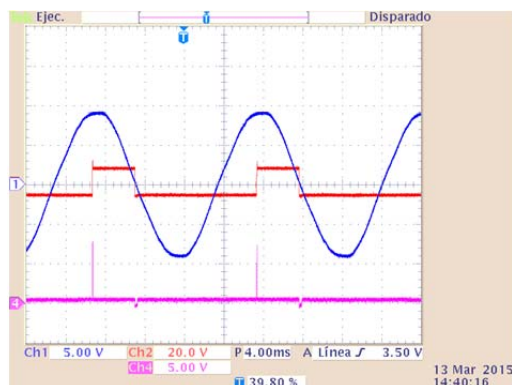 Ejec. T Disparado
T
1
4
Ch1 5.00 V Ch2 20.0 V P 4.00ms A Línea ʃ 3.50 V
Ch4 5.00 V
T 39.80 %
13 Mar 2015
14:40:16